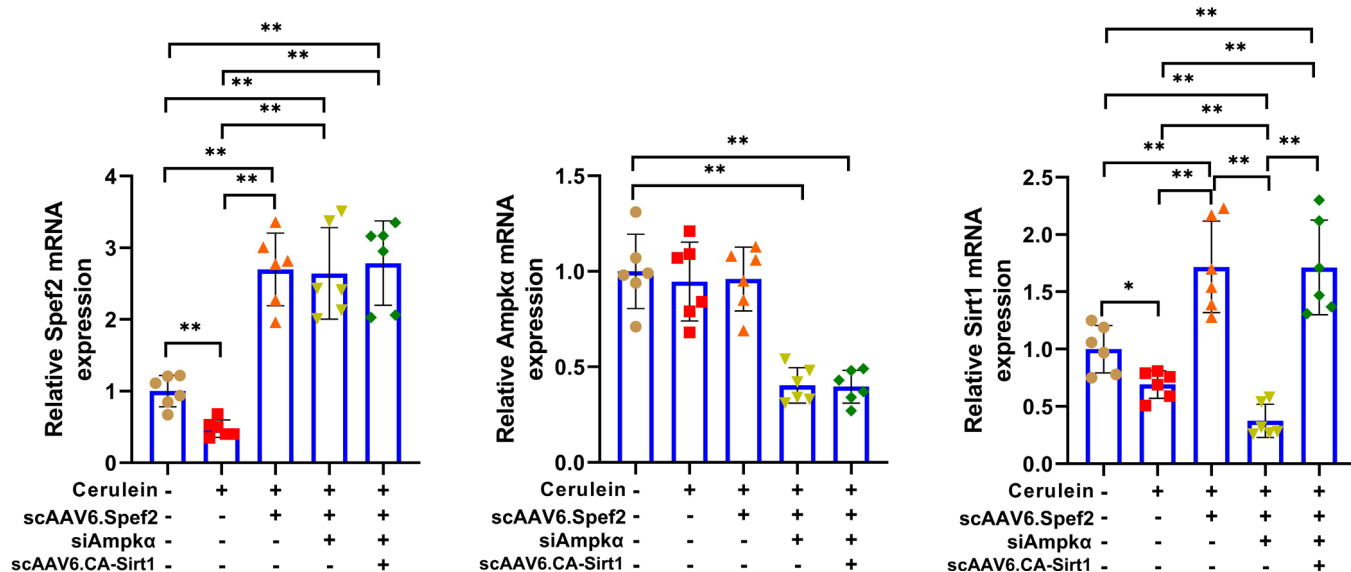 ** ** ** ** ** ** **
Relative Spef2 mRNA
expression
4
3
2
1
0
Cerulein - + + + +
scAAV6.Spef2 - - + + +
siAmpkα - - - + +
scAAV6.CA-Sirt1 - - - - +
** **
Relative Ampkα mRNA
expression
1.5
1.0
0.5
0.0
Cerulein - + + + +
scAAV6.Spef2 - - + + +
siAmpkα - - - + +
scAAV6.CA-Sirt1 - - - - +
** ** ** ** ** ** ** ** *
Relative Sirt1 mRNA
expression
2.5
2.0
1.5
1.0
0.5
0.0
Cerulein - + + + +
scAAV6.Spef2 - - + + +
siAmpkα - - - + +
scAAV6.CA-Sirt1 - - - - +